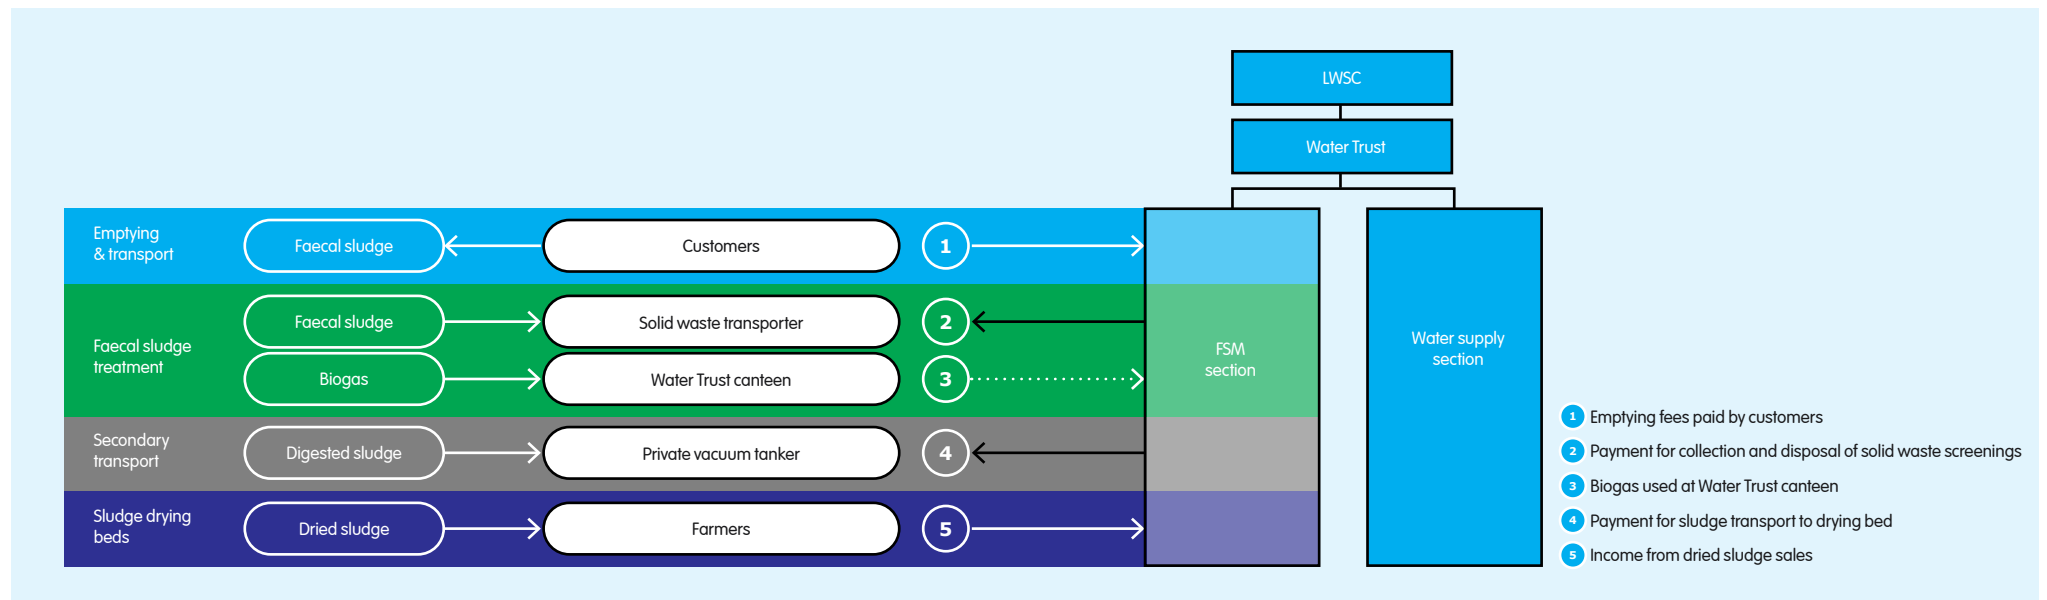 LWSC
Water Trust
Emptying
& transport
Faecal sludge
Customers
1
Faecal sludge
treatment
Faecal sludge
Solid waste transporter
2
Biogas
Water Trust canteen
3
Secondary
transport
Digested sludge
Private vacuum tanker
4
Sludge drying
beds
Dried sludge
Farmers
5
FSM
section
Water supply
section
1 Emptying fees paid by customers
2 Payment for collection and disposal of solid waste screenings
3 Biogas used at Water Trust canteen
4 Payment for sludge transport to drying bed
5 Income from dried sludge sales